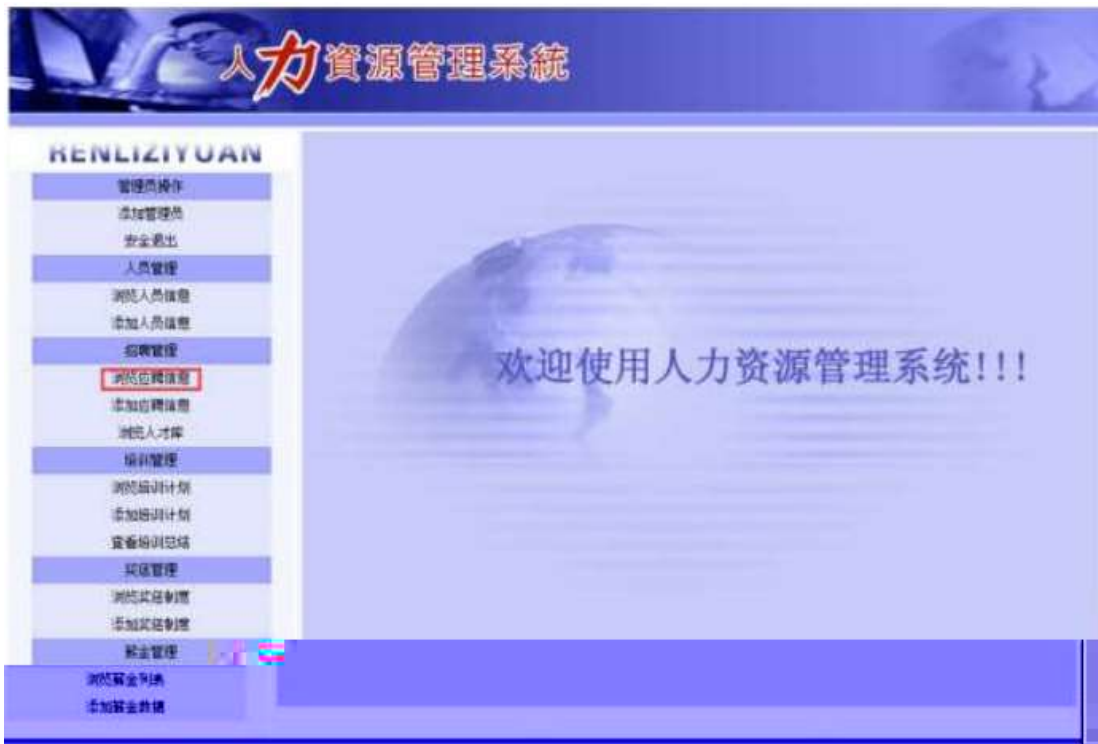 人力資源管理系統
RENLIZIYUAN
管理员操作
添加管理员
安全退出
人员管理
浏览人员信息
添加人员信息
招聘管理
浏览应聘信息
添加应聘信息
浏览人才库
培训管理
浏览培训计划
添加培训计划
查看培训总结
奖惩管理
浏览奖惩制度
添加奖惩制度
薪金管理
浏览薪金列表
添加薪金数据
欢迎使用人力资源管理系统!!!